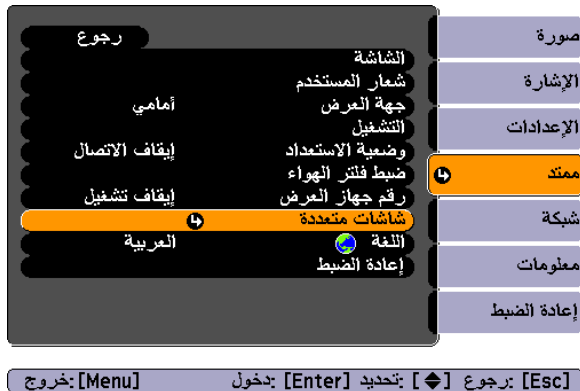 صورة
الإشارة
الإعدادات
ممتد
شبكة
معلومات
إعادة الضبط
رجوع
الشاشة
شعار المستخدم
جهة العرض أمامي
التشغيل
وضعية الاستعداد إيقاف الاتصال
ضبط فلتر الهواء
رقم جهاز العرض إيقاف تشغيل
شاشات متعددة
اللغة العربية
إعادة الضبط
[Esc] :رجوع [◆] :تحديد [Enter] :دخول [Menu] :خروج